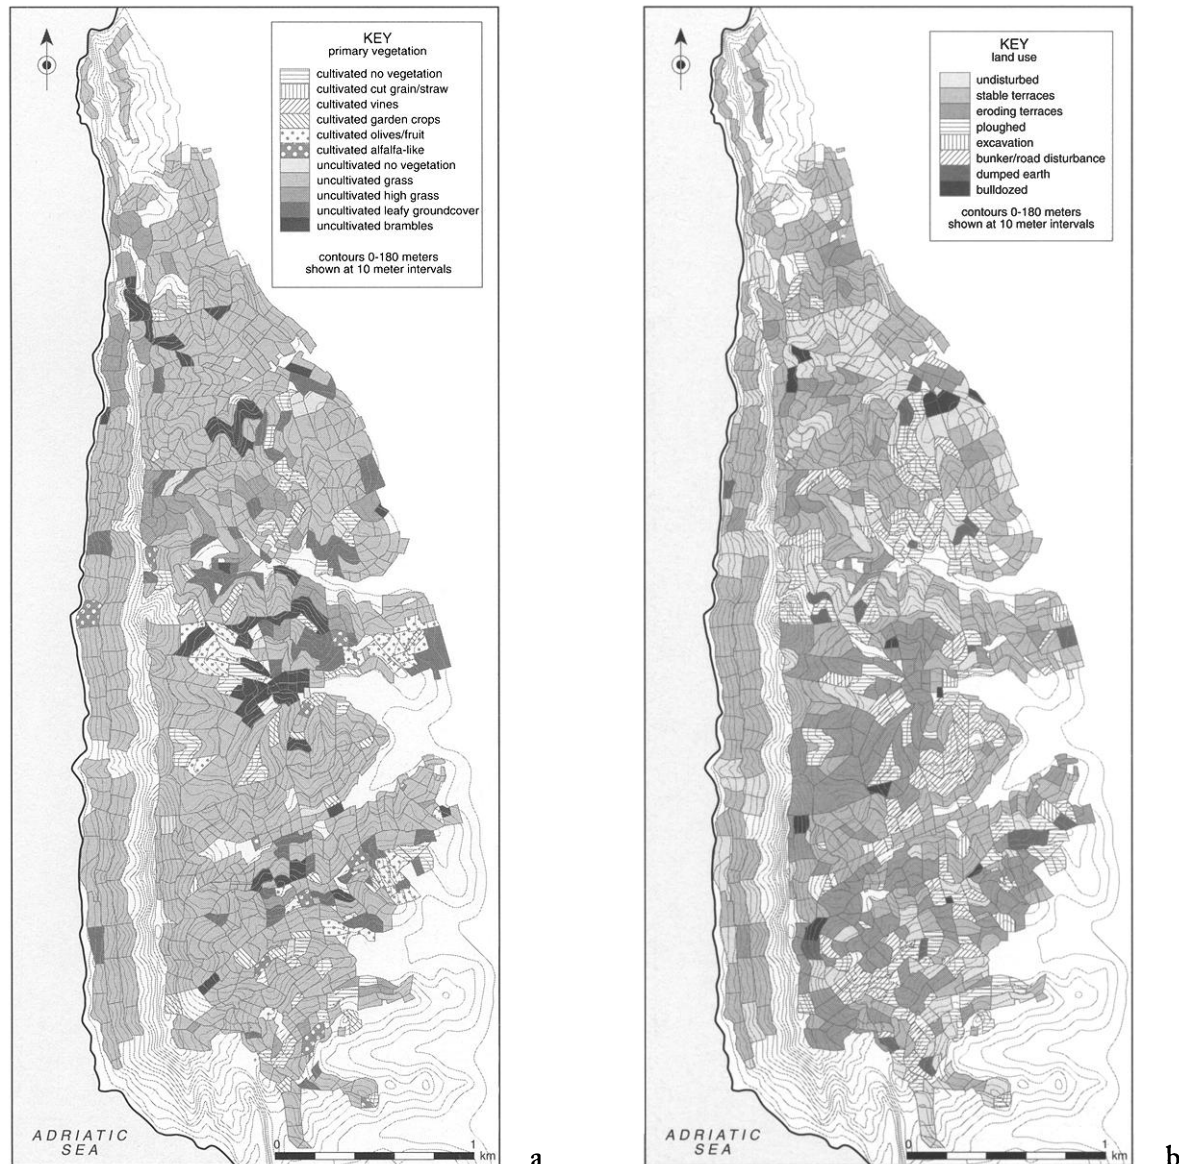 KEY
primary vegetation
cultivated no vegetation
cultivated cut grain/straw
cultivated vines
cultivated garden crops
cultivated olives/fruit
cultivated alfalfa-like
uncultivated no vegetation
uncultivated grass
uncultivated high grass
uncultivated leafy groundcover
uncultivated brambles
contours 0-180 meters
shown at 10 meter intervals
ADRIATIC
SEA
0 1
km
a
KEY
land use
undisturbed
stable terraces
eroding terraces
ploughed
excavation
bunker/road disturbance
dumped earth
bulldozed
contours 0-180 meters
shown at 10 meter intervals
ADRIATIC
SEA
0 1
km
b